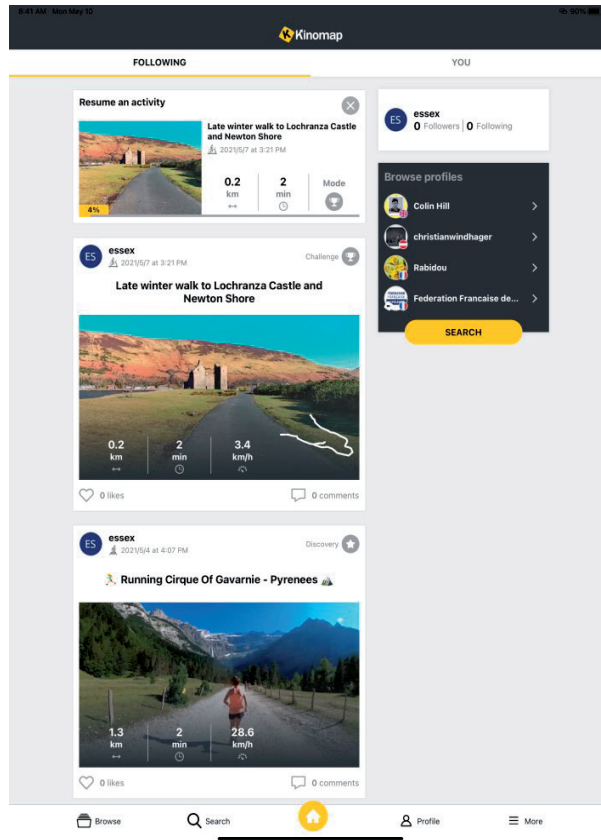 8:41 AM Mon May 10
90%
Kinomap
FOLLOWING
YOU
Resume an activity
Late winter walk to Lochranza Castle
and Newton Shore
2021/5/7 at 3:21 PM
0.2
km
2
min
Mode
4%
ES
essex
0 Followers
0 Following
Browse profiles
Colin Hill
christianwindhager
Rabidou
Federation Francaise de...
SEARCH
ES
essex
2021/5/7 at 3:21 PM
Challenge
Late winter walk to Lochranza Castle and
Newton Shore
0.2
km
2
min
3.4
km/h
0 likes
0 comments
ES
essex
2021/5/4 at 4:07 PM
Discovery
Running Cirque Of Gavarnie - Pyrenees
1.3
km
2
min
28.6
km/h
0 likes
0 comments
Browse
Search
Profile
More